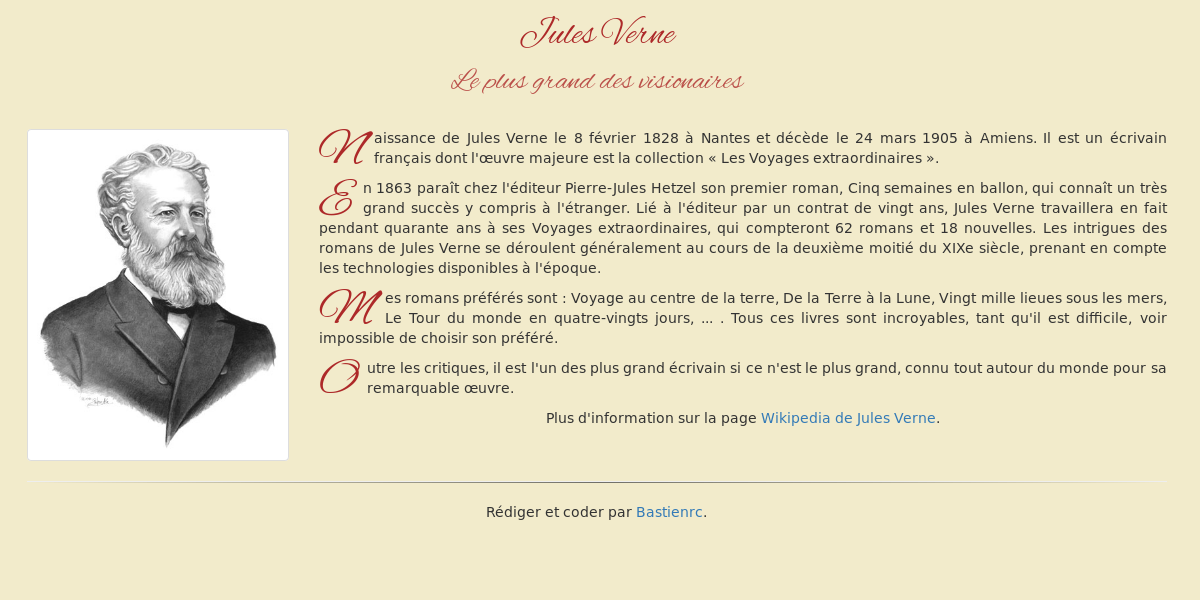 Jules Verne
Le plus grand des visionaires
Naissance de Jules Verne le 8 février 1828 à Nantes et décède le 24 mars 1905 à Amiens. Il est un écrivain
français dont l'œuvre majeure est la collection « Les Voyages extraordinaires ».
En 1863 paraît chez l'éditeur Pierre-Jules Hetzel son premier roman, Cinq semaines en ballon, qui connaît un très
grand succès y compris à l'étranger. Lié à l'éditeur par un contrat de vingt ans, Jules Verne travaillera en fait
pendant quarante ans à ses Voyages extraordinaires, qui compteront 62 romans et 18 nouvelles. Les intrigues des
romans de Jules Verne se déroulent généralement au cours de la deuxième moitié du XIXe siècle, prenant en compte
les technologies disponibles à l'époque.
Mes romans préférés sont : Voyage au centre de la terre, De la Terre à la Lune, Vingt mille lieues sous les mers,
Le Tour du monde en quatre-vingts jours, ... . Tous ces livres sont incroyables, tant qu'il est difficile, voir
impossible de choisir son préféré.
Outre les critiques, il est l'un des plus grand écrivain si ce n'est le plus grand, connu tout autour du monde pour sa
remarquable œuvre.
Plus d'information sur la page Wikipedia de Jules Verne.
Rédiger et coder par Bastienrc.